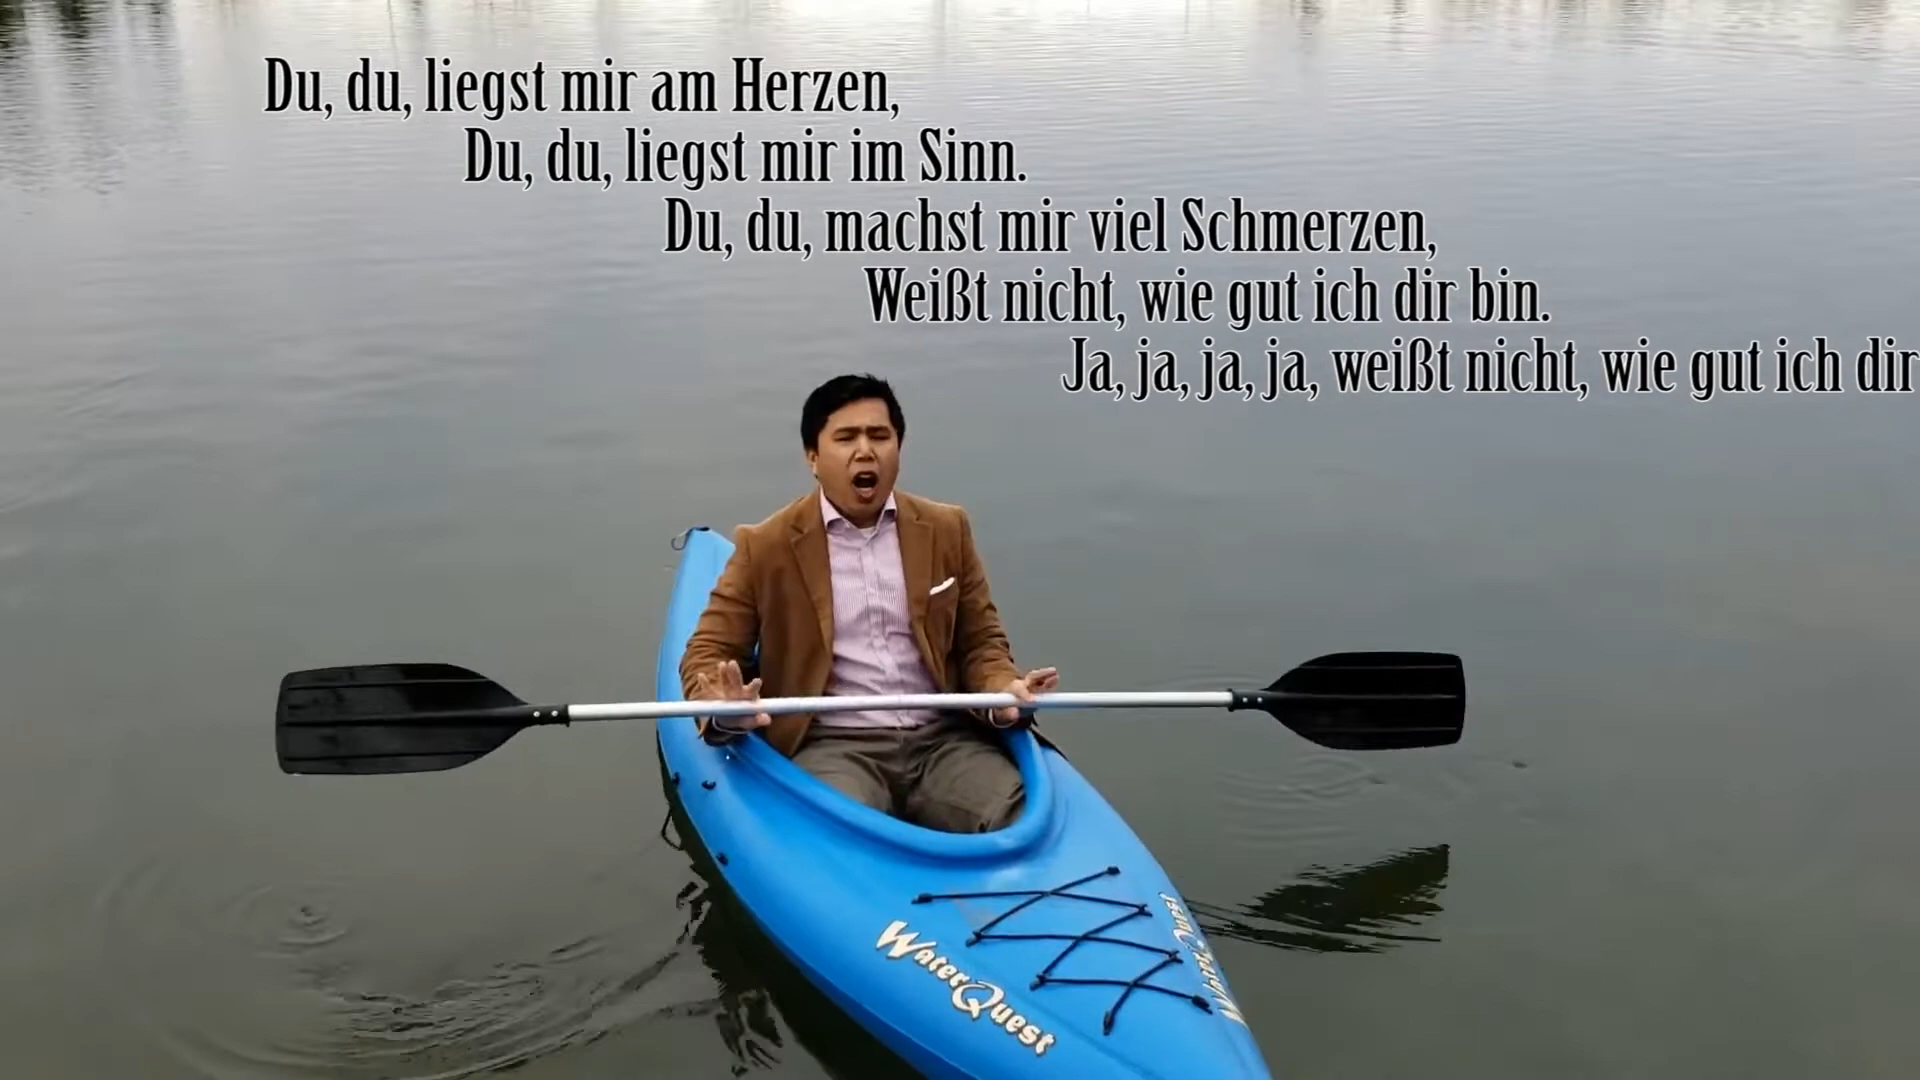 Du, du, liegst mir am Herzen,
Du, du, liegst mir im Sinn.
Du, du, machst mir viel Schmerzen,
Weißt nicht, wie gut ich dir bin.
Ja, ja, ja, ja, weißt nicht, wie gut ich dir
WaterQuest
WaterQuest